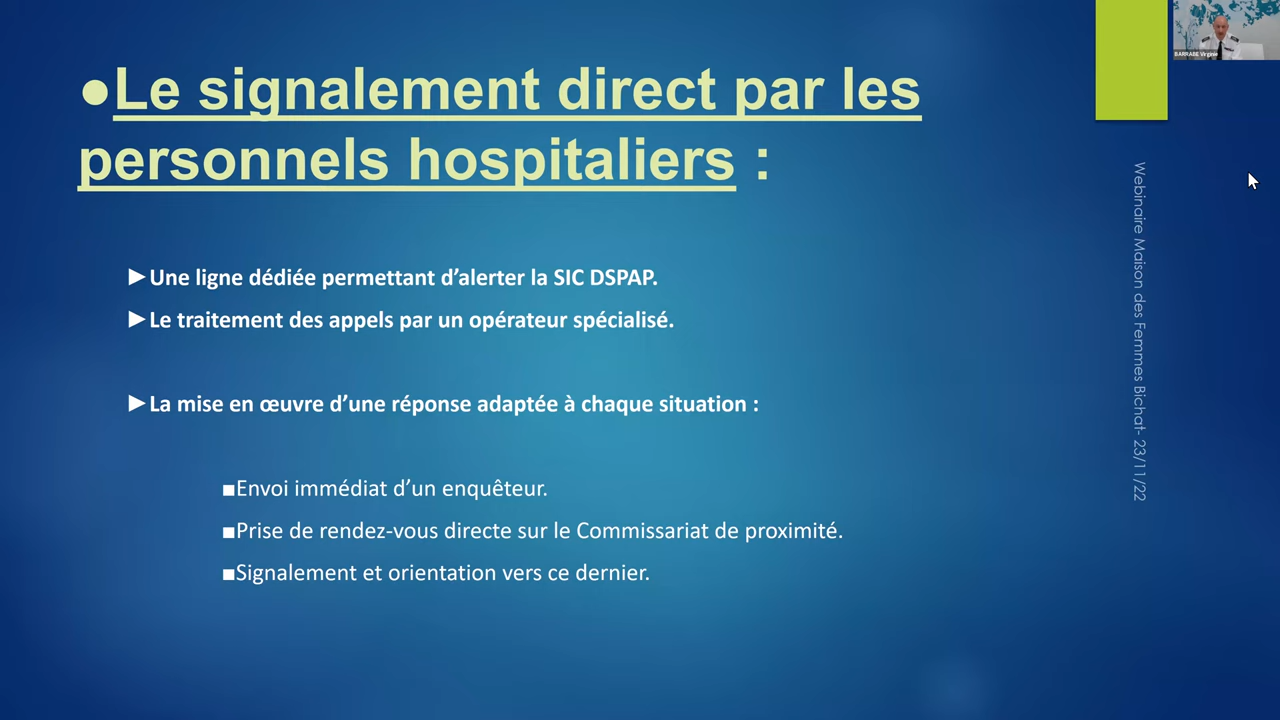 ●Le signalement direct par les
personnels hospitaliers :
►Une ligne dédiée permettant d’alerter la SIC DSPAP.
►Le traitement des appels par un opérateur spécialisé.
►La mise en œuvre d’une réponse adaptée à chaque situation :
■Envoi immédiat d’un enquêteur.
■Prise de rendez-vous directe sur le Commissariat de proximité.
■Signalement et orientation vers ce dernier.
Webinaire Maison des Femmes Bichat- 23/11/22
BARRABE Virginie